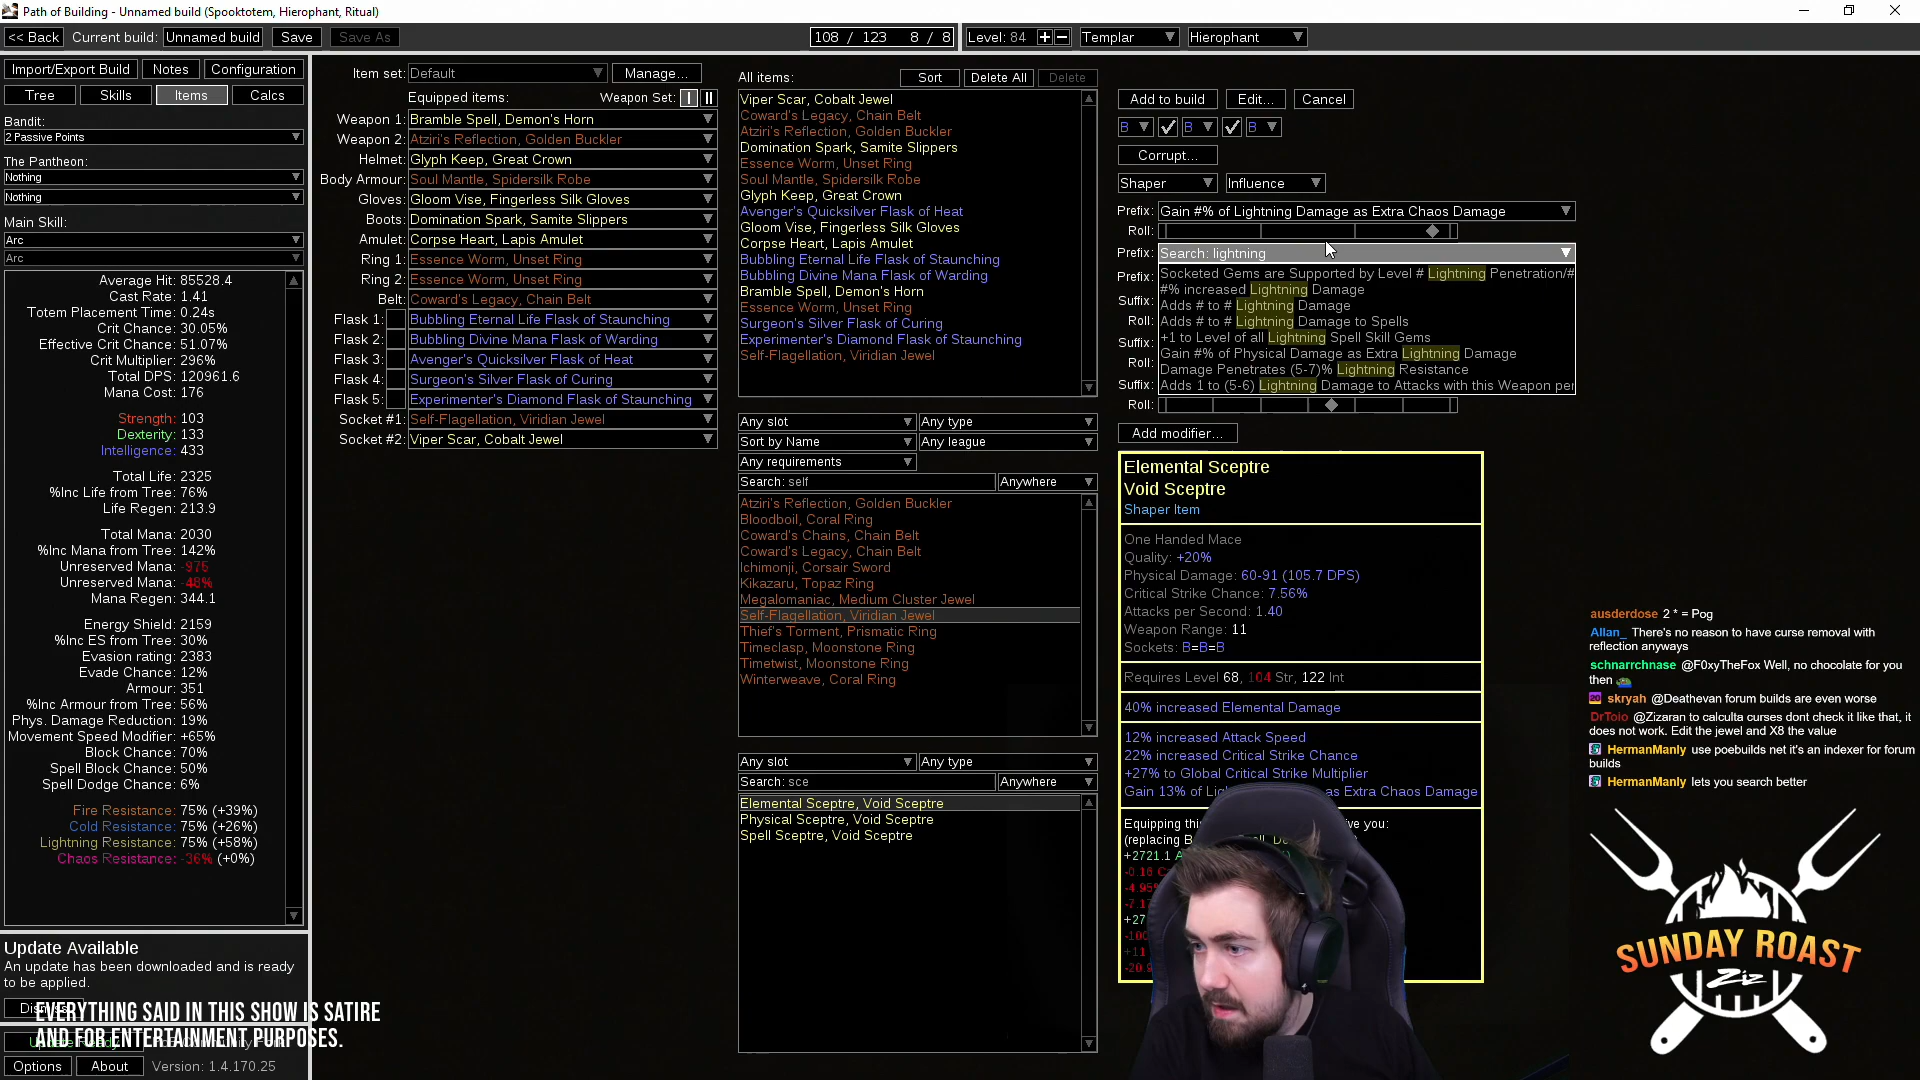 Path of Building - Unnamed build (Spooktotem, Hierophant, Ritual)
<< Back
Current build: Unnamed build
Save
Save As
108 / 123 8 / 8
Level: 84
Templar
Hierophant
Import/Export Build
Notes
Configuration
Tree
Skills
Items
Calcs
Bandit:
2 Passive Points
The Pantheon:
Nothing
Nothing
Main Skill:
Arc
Arc
Average Hit: 85528.4
Cast Rate: 1.41
Totem Placement Time: 0.24s
Crit Chance: 30.05%
Effective Crit Chance: 51.07%
Crit Multiplier: 296%
Total DPS: 120961.6
Mana Cost: 176
Strength: 103
Dexterity: 133
Intelligence: 433
Total Life: 2325
%Inc Life from Tree: 76%
Life Regen: 213.9
Total Mana: 2030
%Inc Mana from Tree: 142%
Unreserved Mana: -975
Unreserved Mana: -48%
Mana Regen: 344.1
Energy Shield: 2159
%Inc ES from Tree: 30%
Evasion rating: 2383
Evade Chance: 12%
Armour: 351
%Inc Armour from Tree: 56%
Phys. Damage Reduction: 19%
Movement Speed Modifier: +65%
Block Chance: 70%
Spell Block Chance: 50%
Spell Dodge Chance: 6%
Fire Resistance: 75% (+39%)
Cold Resistance: 75% (+26%)
Lightning Resistance: 75% (+58%)
Chaos Resistance: -36% (+0%)
Update Available
An update has been downloaded and is ready
to be applied.
EVERYTHING SAID IN THIS SHOW IS SATIRE
AND FOR ENTERTAINMENT PURPOSES.
Options
About
Version: 1.4.170.25
Item set: Default
Manage...
Equipped items:
Weapon Set: I II
Weapon 1: Bramble Spell, Demon's Horn
Weapon 2: Atziri's Reflection, Golden Buckler
Helmet: Glyph Keep, Great Crown
Body Armour: Soul Mantle, Spidersilk Robe
Gloves: Gloom Vise, Fingerless Silk Gloves
Boots: Domination Spark, Samite Slippers
Amulet: Corpse Heart, Lapis Amulet
Ring 1: Essence Worm, Unset Ring
Ring 2: Essence Worm, Unset Ring
Belt: Coward's Legacy, Chain Belt
Flask 1: Bubbling Eternal Life Flask of Staunching
Flask 2: Bubbling Divine Mana Flask of Warding
Flask 3: Avenger's Quicksilver Flask of Heat
Flask 4: Surgeon's Silver Flask of Curing
Flask 5: Experimenter's Diamond Flask of Staunching
Socket #1: Self-Flagellation, Viridian Jewel
Socket #2: Viper Scar, Cobalt Jewel
All items:
Sort
Delete All
Delete
Viper Scar, Cobalt Jewel
Coward's Legacy, Chain Belt
Atziri's Reflection, Golden Buckler
Domination Spark, Samite Slippers
Essence Worm, Unset Ring
Soul Mantle, Spidersilk Robe
Glyph Keep, Great Crown
Avenger's Quicksilver Flask of Heat
Gloom Vise, Fingerless Silk Gloves
Corpse Heart, Lapis Amulet
Bubbling Eternal Life Flask of Staunching
Bubbling Divine Mana Flask of Warding
Bramble Spell, Demon's Horn
Essence Worm, Unset Ring
Surgeon's Silver Flask of Curing
Experimenter's Diamond Flask of Staunching
Self-Flagellation, Viridian Jewel
Any slot
Any type
Sort by Name
Any league
Any requirements
Search: self
Anywhere
Atziri's Reflection, Golden Buckler
Bloodboil, Coral Ring
Coward's Chains, Chain Belt
Coward's Legacy, Chain Belt
Ichimonji, Corsair Sword
Kikazaru, Topaz Ring
Megalomaniac, Medium Cluster Jewel
Self-Flagellation, Viridian Jewel
Thief's Torment, Prismatic Ring
Timeclasp, Moonstone Ring
Timetwist, Moonstone Ring
Winterweave, Coral Ring
Any slot
Any type
Search: sce
Anywhere
Elemental Sceptre, Void Sceptre
Physical Sceptre, Void Sceptre
Spell Sceptre, Void Sceptre
Add to build
Edit...
Cancel
B B B
Corrupt...
Shaper
Influence
Prefix: Gain #% of Lightning Damage as Extra Chaos Damage
Roll:
Prefix: Search: lightning
Socketed Gems are Supported by Level # Lightning Penetration/#
#% increased Lightning Damage
Adds # to # Lightning Damage
Adds # to # Lightning Damage to Spells
+1 to Level of all Lightning Spell Skill Gems
Gain #% of Physical Damage as Extra Lightning Damage
Damage Penetrates (5-7)% Lightning Resistance
Adds 1 to (5-6) Lightning Damage to Attacks with this Weapon per
Prefix:
Suffix:
Roll:
Suffix:
Roll:
Suffix:
Roll:
Add modifier...
Elemental Sceptre
Void Sceptre
Shaper Item
One Handed Mace
Quality: +20%
Physical Damage: 60-91 (105.7 DPS)
Critical Strike Chance: 7.56%
Attacks per Second: 1.40
Weapon Range: 11
Sockets: B=B=B
Requires Level 68, 104 Str, 122 Int
40% increased Elemental Damage
12% increased Attack Speed
22% increased Critical Strike Chance
+27% to Global Critical Strike Multiplier
Gain 13% of as Extra Chaos Damage
Equipping you:
(replacing
+2721.1
ausderdose 2 * = Pog
Allan_ There's no reason to have curse removal with
reflection anyways
schnarrchnase @F0xyTheFox Well, no chocolate for you
then
skryah @Deathevan forum builds are even worse
DrToio @Zizaran to calculta curses dont check it like that, it
does not work. Edit the jewel and X8 the value
HermanManly use poebuilds net it's an indexer for forum
builds
HermanManly lets you search better
SUNDAY ROAST
Ziz